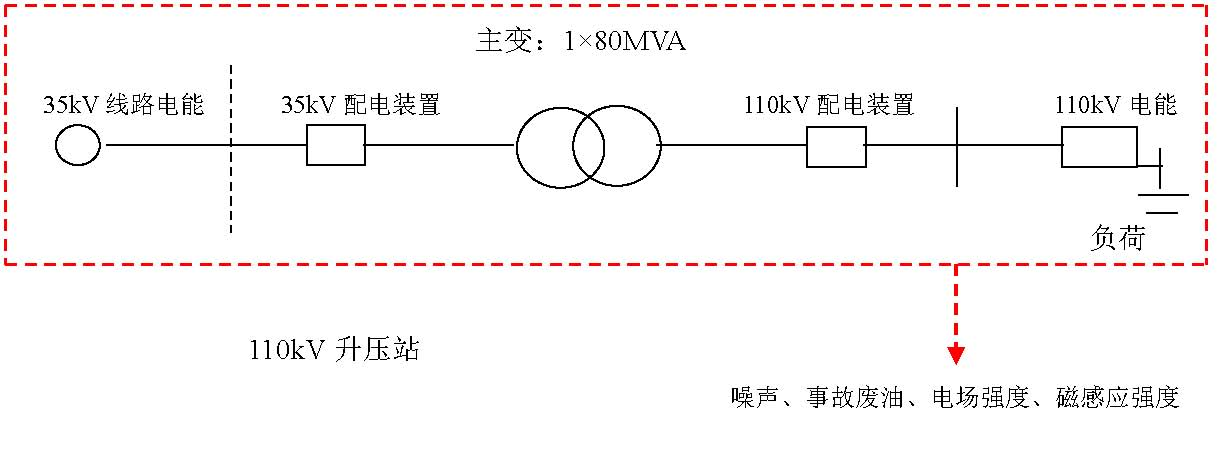 主变：1×80MVA
35kV 线路电能
35kV 配电装置
110kV 配电装置
110kV 电能
负荷
110kV 升压站
噪声、事故废油、电场强度、磁感应强度